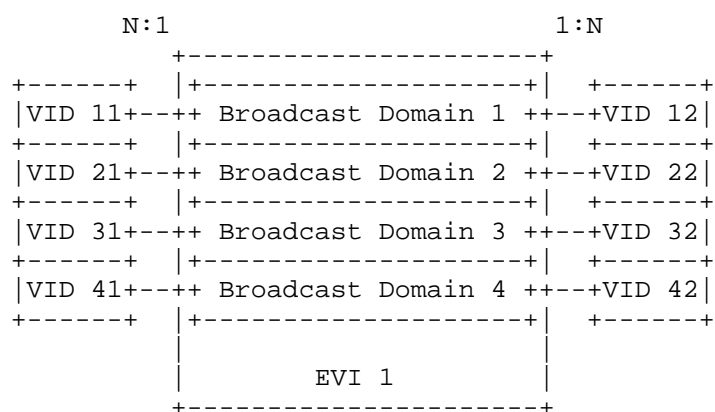 N:1 1:N
VID 11 Broadcast Domain 1 VID 12
VID 21 Broadcast Domain 2 VID 22
VID 31 Broadcast Domain 3 VID 32
VID 41 Broadcast Domain 4 VID 42
EVI 1